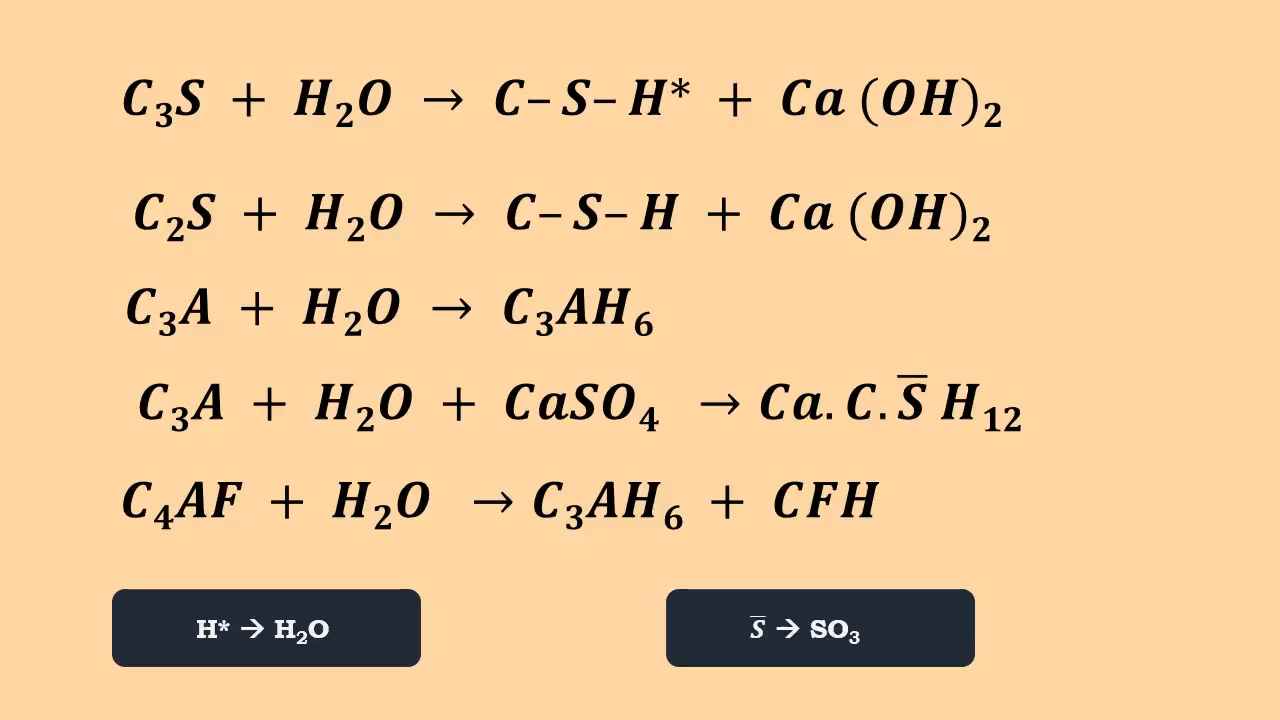 C₃S + H₂O → C– S– H* + Ca (OH)₂
C₂S + H₂O → C– S– H + Ca (OH)₂
C₃A + H₂O → C₃AH₆
C₃A + H₂O + CaSO₄ → Ca. C. S̅ H₁₂
C₄AF + H₂O → C₃AH₆ + CFH
H* → H₂O
S̅ → SO₃